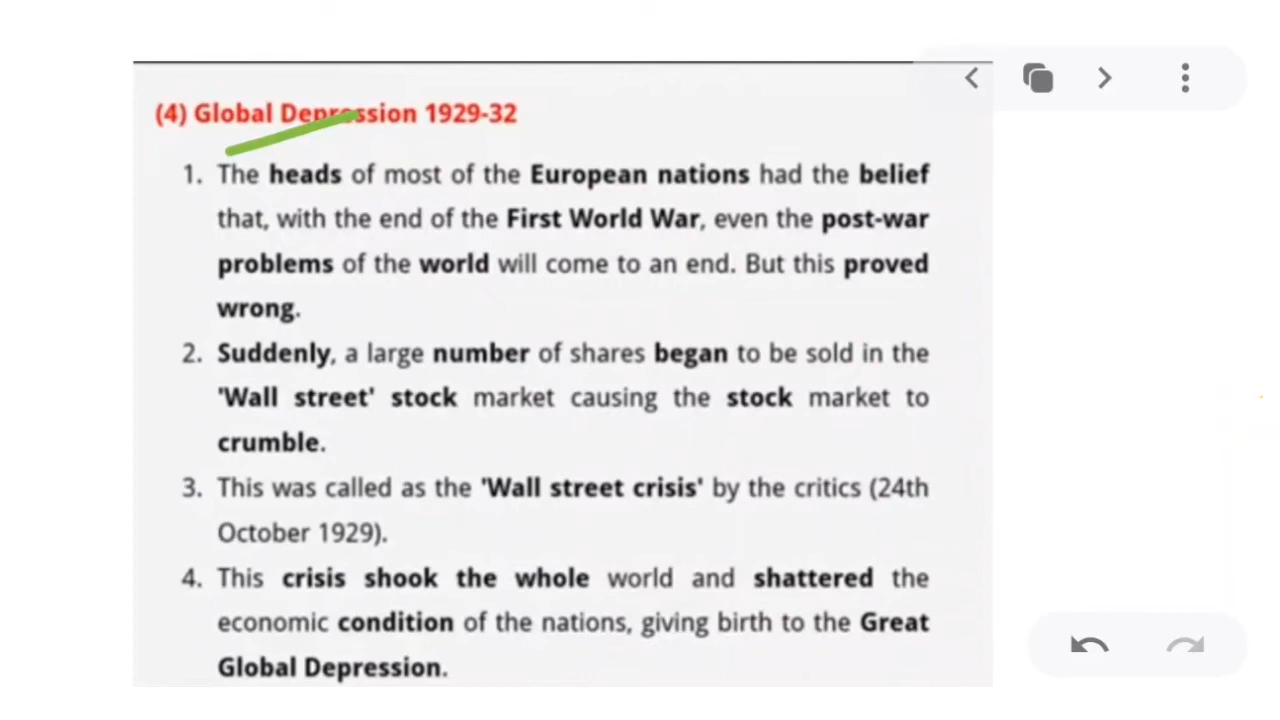 (4) Global Depression 1929-32
1. The heads of most of the European nations had the belief
that, with the end of the First World War, even the post-war
problems of the world will come to an end. But this proved
wrong.
2. Suddenly, a large number of shares began to be sold in the
'Wall street' stock market causing the stock market to
crumble.
3. This was called as the 'Wall street crisis' by the critics (24th
October 1929).
4. This crisis shook the whole world and shattered the
economic condition of the nations, giving birth to the Great
Global Depression.